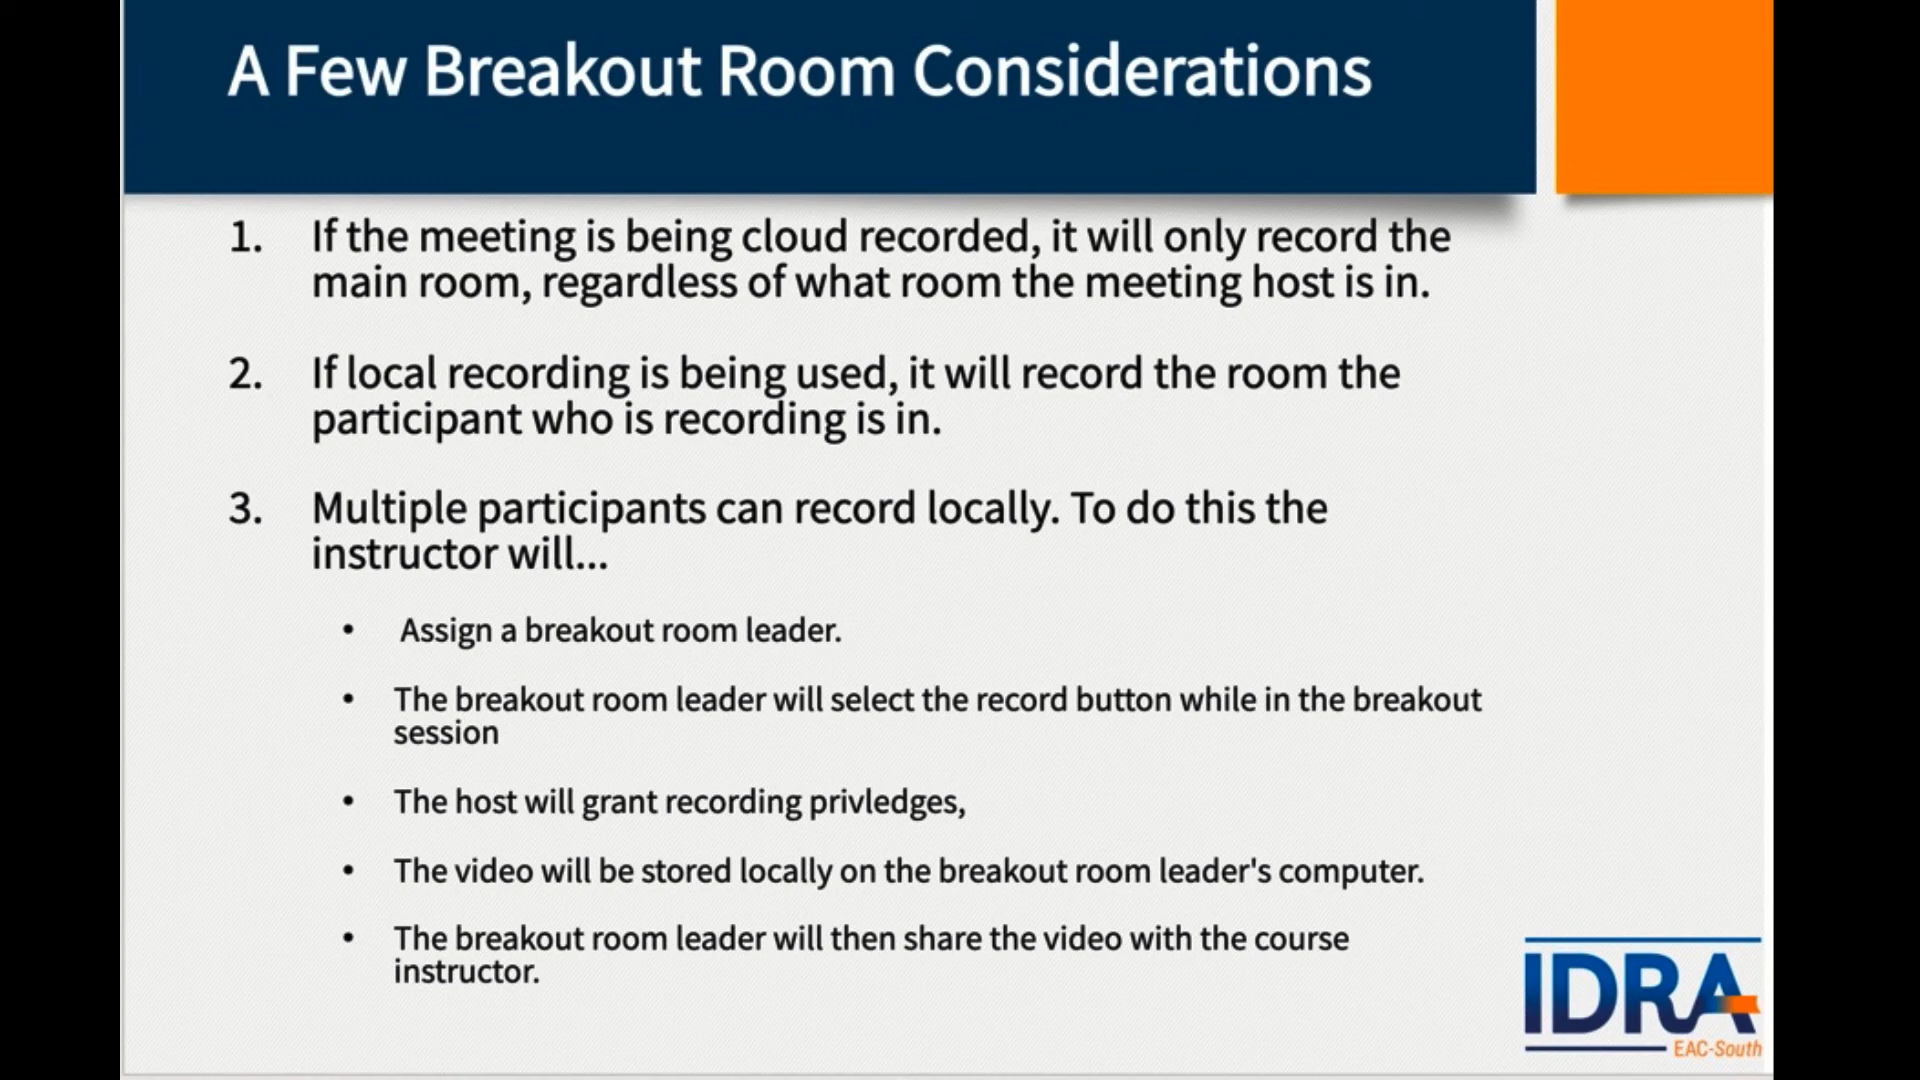 A Few Breakout Room Considerations
1. If the meeting is being cloud recorded, it will only record the
main room, regardless of what room the meeting host is in.
2. If local recording is being used, it will record the room the
participant who is recording is in.
3. Multiple participants can record locally. To do this the
instructor will...
• Assign a breakout room leader.
• The breakout room leader will select the record button while in the breakout
session
• The host will grant recording privledges,
• The video will be stored locally on the breakout room leader's computer.
• The breakout room leader will then share the video with the course
instructor.
IDRA
EAC-South